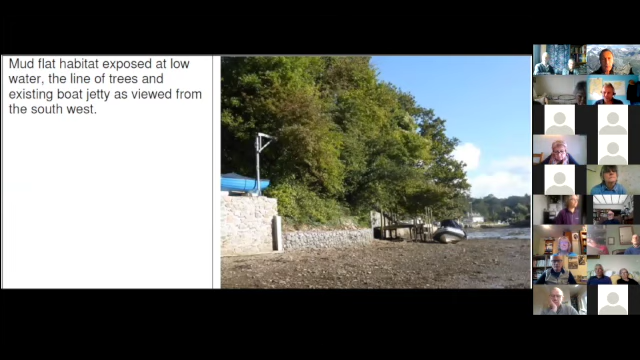 Mud flat habitat exposed at low
water, the line of trees and
existing boat jetty as viewed from
the south west.